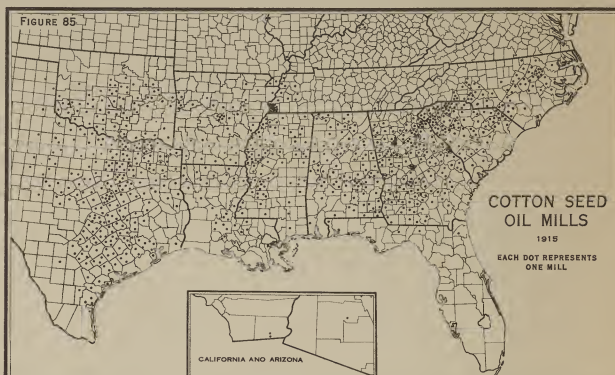 FIGURE 85
COTTON SEED
OIL MILLS
1915
EACH DOT REPRESENTS
ONE MILL
CALIFORNIA AND ARIZONA